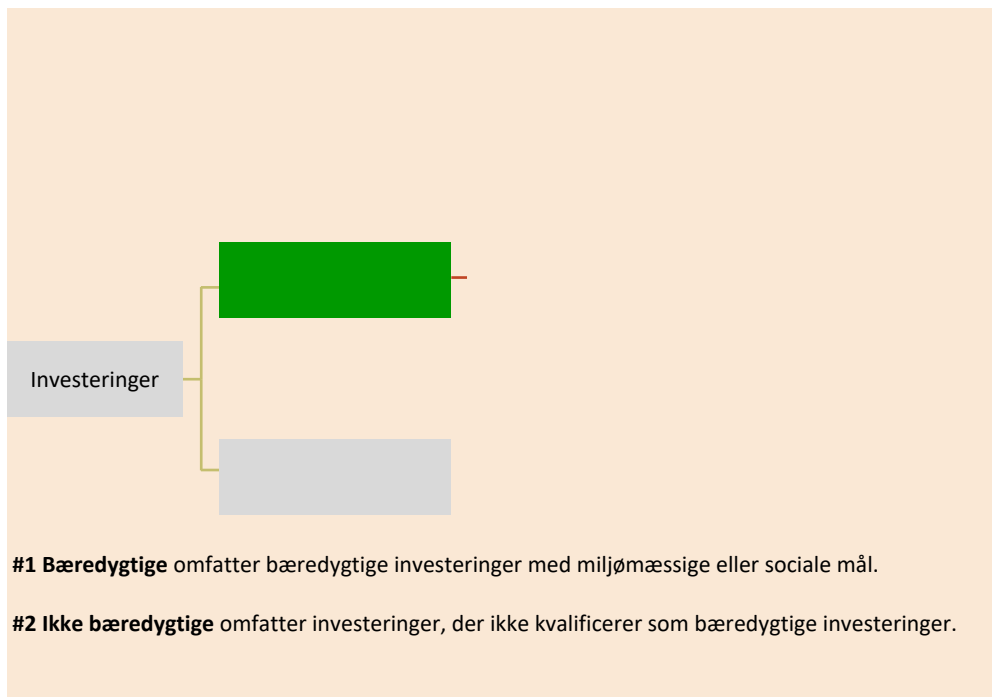 Investeringer
#1 Bæredygtige omfatter bæredygtige investeringer med miljømæssige eller sociale mål.
#2 Ikke bæredygtige omfatter investeringer, der ikke kvalificerer som bæredygtige investeringer.